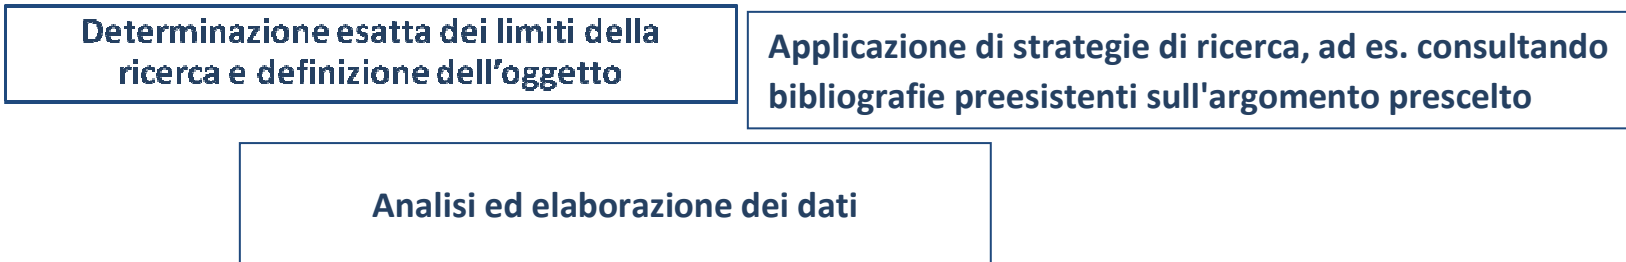 Determinazione esatta dei limiti della
ricerca e definizione dell’oggetto
Applicazione di strategie di ricerca, ad es. consultando
bibliografie preesistenti sull'argomento prescelto
Analisi ed elaborazione dei dati